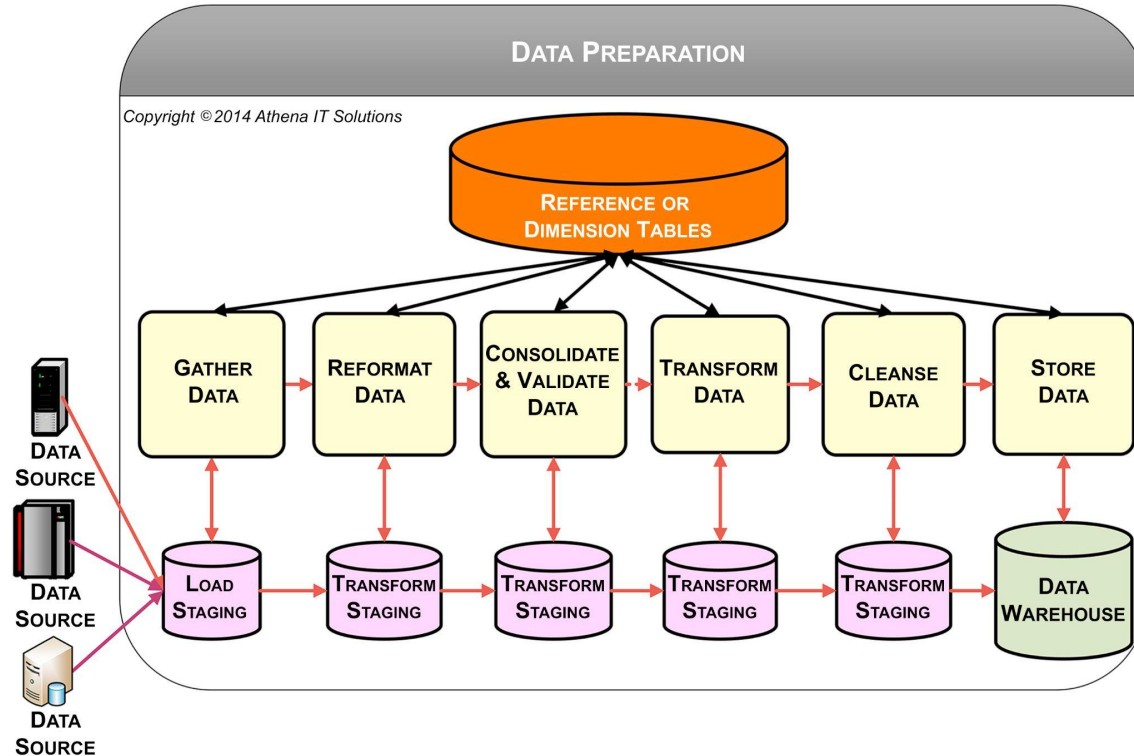 DATA PREPARATION
Copyright © 2014 Athena IT Solutions
REFERENCE OR
DIMENSION TABLES
GATHER
DATA
REFORMAT
DATA
CONSOLIDATE
& VALIDATE
DATA
TRANSFORM
DATA
CLEANSE
DATA
STORE
DATA
DATA
SOURCE
DATA
SOURCE
DATA
SOURCE
LOAD
STAGING
TRANSFORM
STAGING
TRANSFORM
STAGING
TRANSFORM
STAGING
TRANSFORM
STAGING
DATA
WAREHOUSE